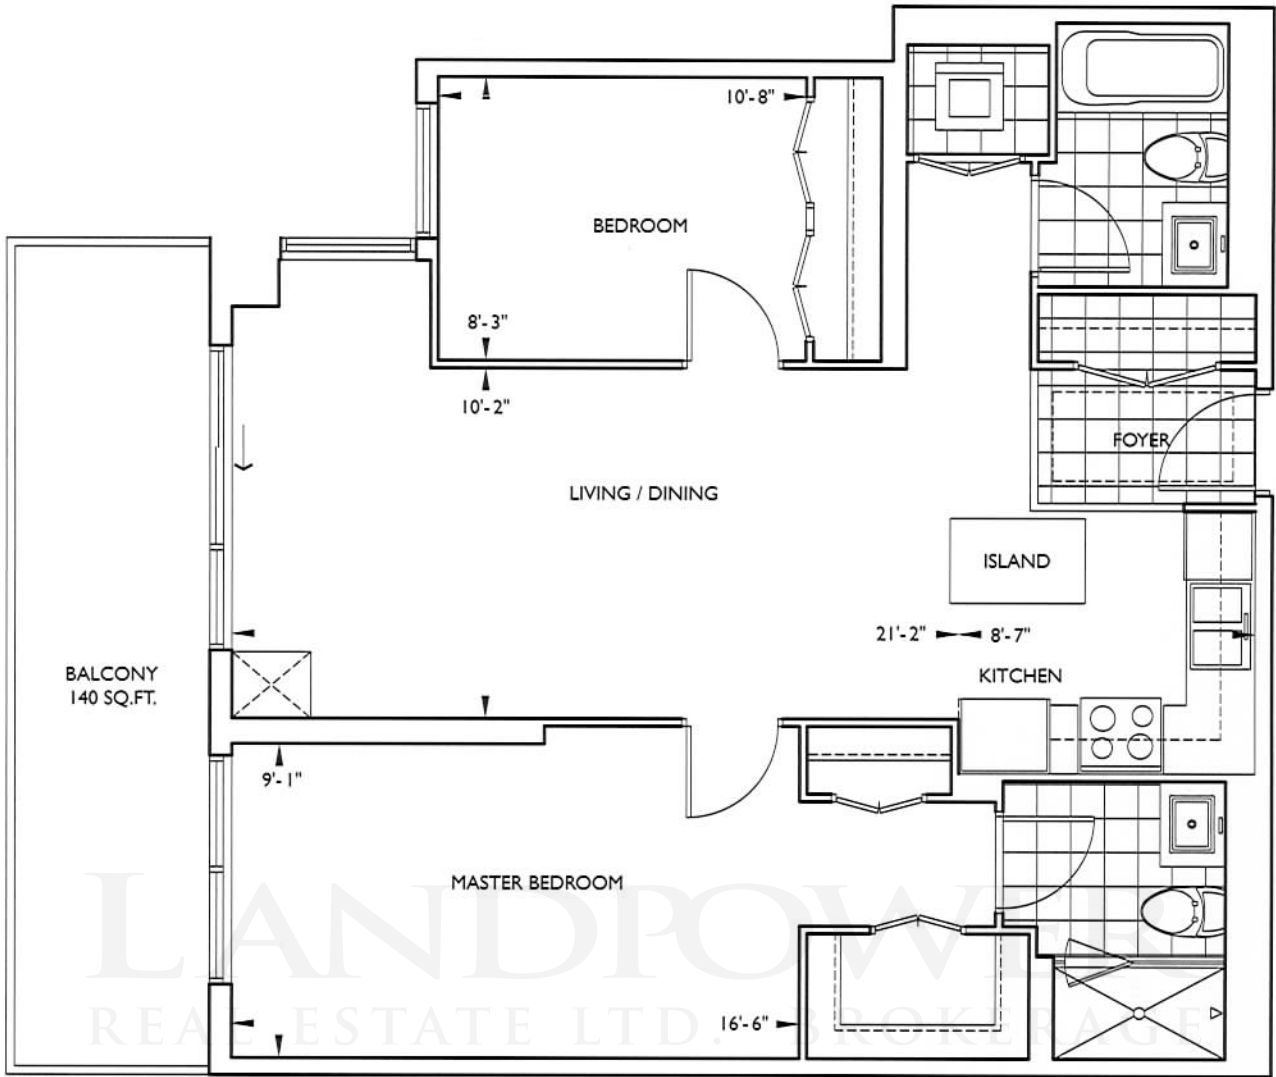 10'-8"
BEDROOM
8'-3"
10'-2"
FOYER
LIVING / DINING
ISLAND
21'-2" 8'-7"
KITCHEN
BALCONY
140 SQ.FT.
9'-1"
MASTER BEDROOM
LANDPOWER
16'-6"
REAL ESTATE LTD. BROKERAGE